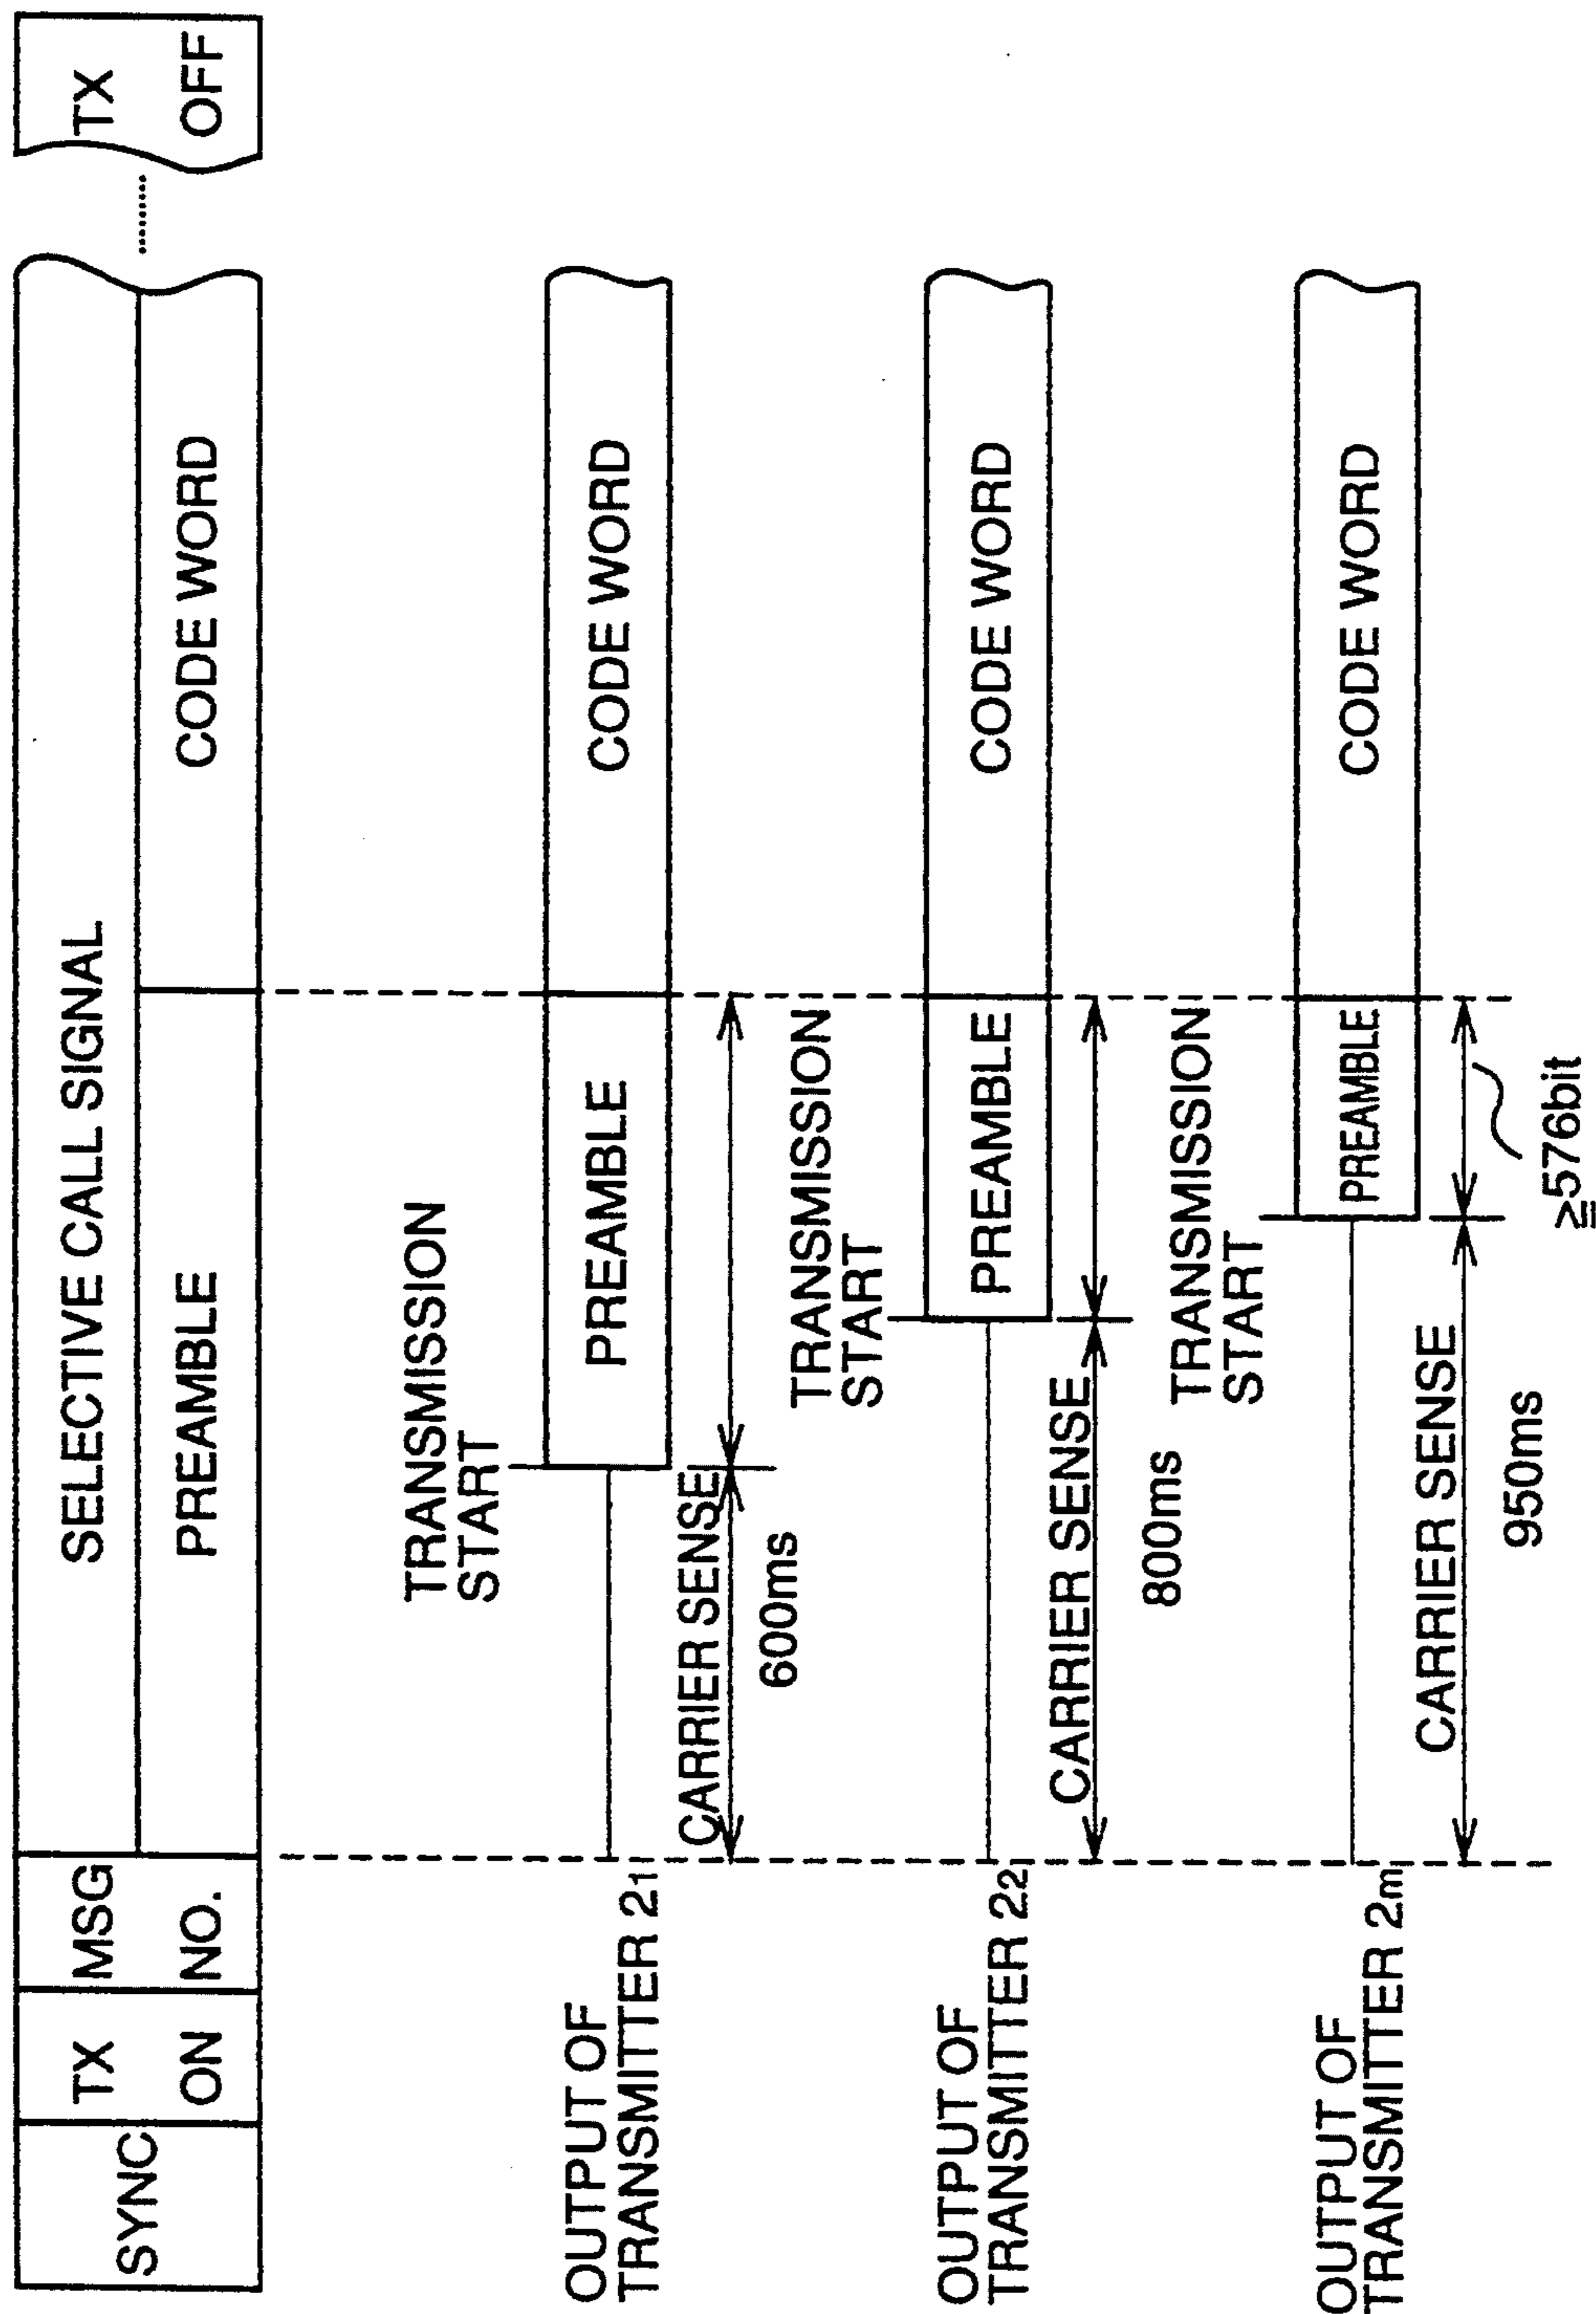 SYNC
TX
ON
MSG
NO.
SELECTIVE CALL SIGNAL
PREAMBLE
CODE WORD
TX
OFF
TRANSMISSION
START
OUTPUT OF
TRANSMITTER 21
PREAMBLE
CODE WORD
CARRIER SENSE
600ms
TRANSMISSION
START
OUTPUT OF
TRANSMITTER 22
PREAMBLE
CODE WORD
CARRIER SENSE
800ms
TRANSMISSION
START
OUTPUT OF
TRANSMITTER 2m
PREAMBLE
CODE WORD
CARRIER SENSE
950ms
≧576bit